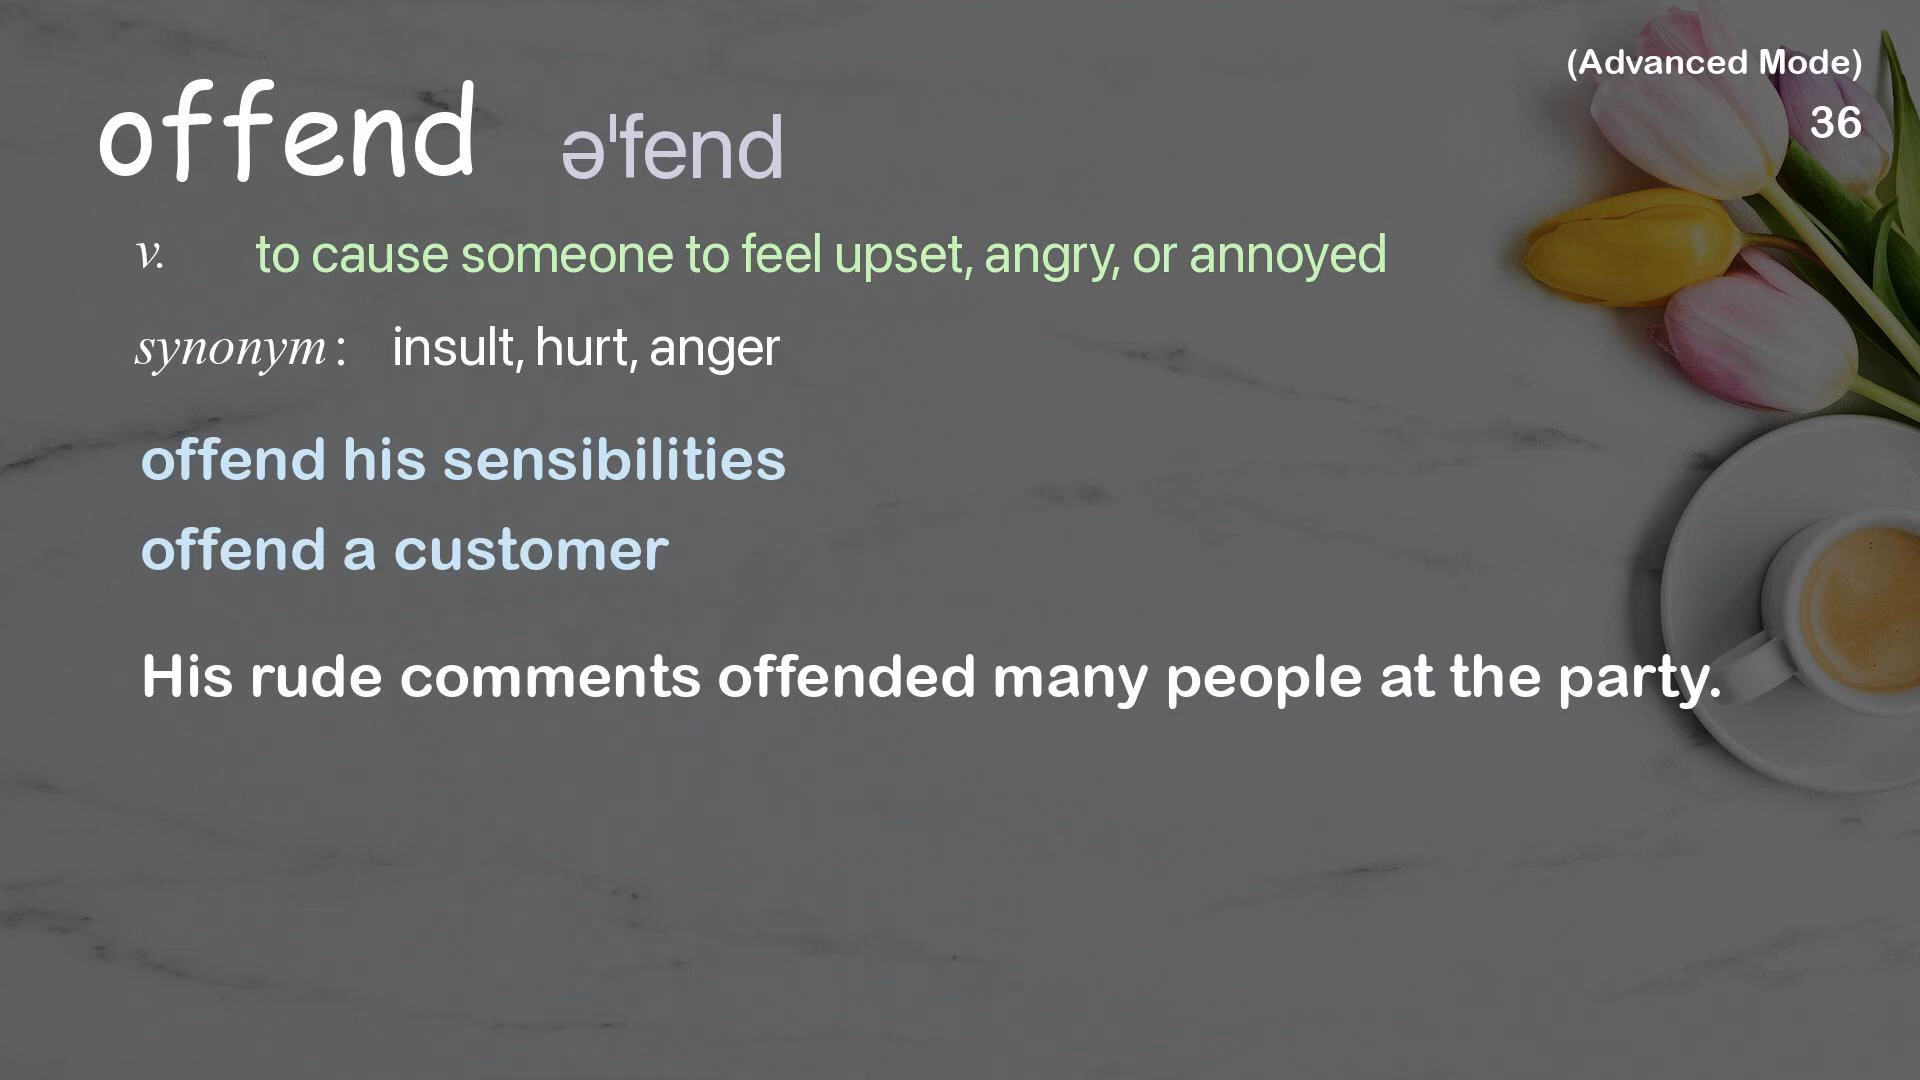 (Advanced Mode)
36
offend əˈfend
v. to cause someone to feel upset, angry, or annoyed
synonym: insult, hurt, anger
offend his sensibilities
offend a customer
His rude comments offended many people at the party.